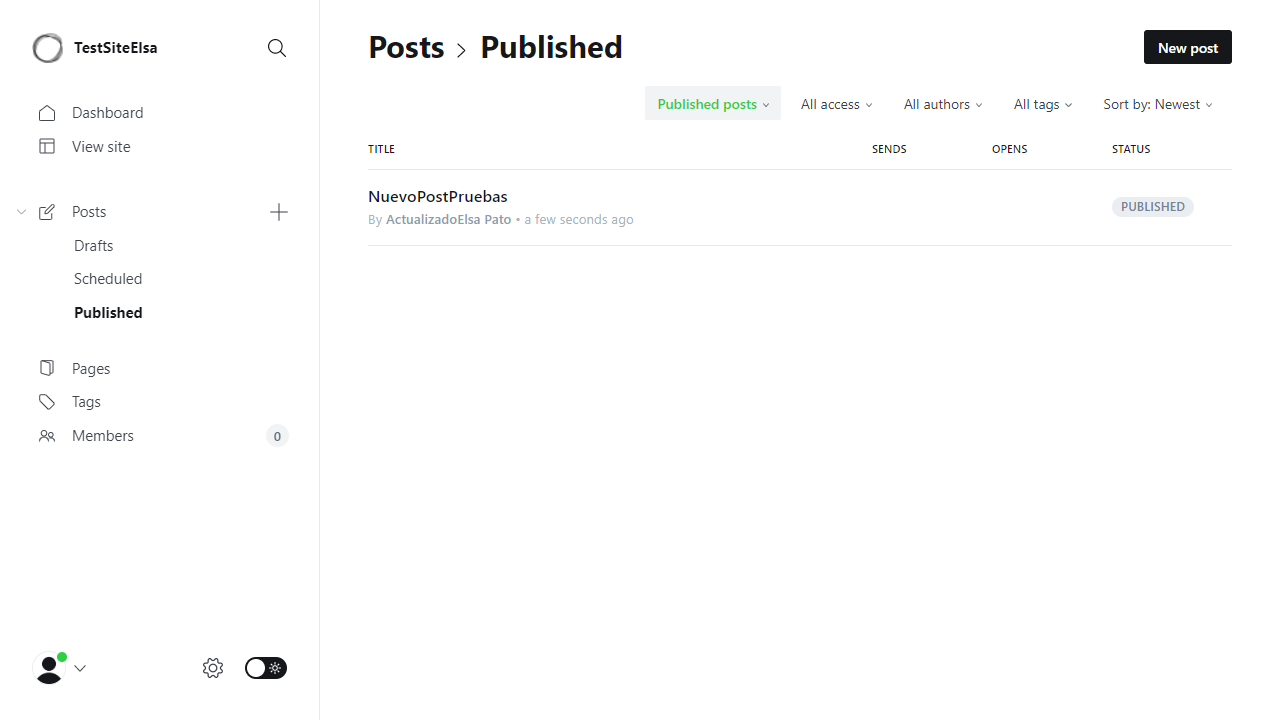 TestSiteElsa
Dashboard
View site
Posts
Drafts
Scheduled
Published
Pages
Tags
Members
0
Posts
Published
New post
Published posts
All access
All authors
All tags
Sort by: Newest
TITLE
SENDS
OPENS
STATUS
NuevoPostPruebas
By ActualizadoElsa Pato • a few seconds ago
PUBLISHED